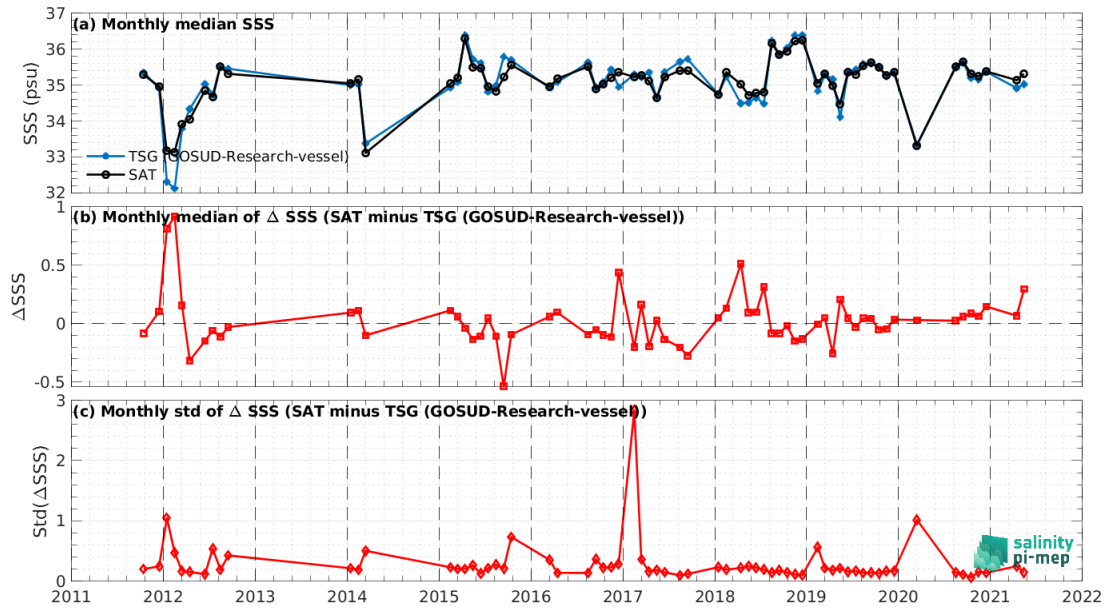 (a) Monthly median SSS
37
36
35
34
33
32
SSS (psu)
TSG (GOSUD-Research-vessel)
SAT
(b) Monthly median of Δ SSS (SAT minus TSG (GOSUD-Research-vessel))
1
0.5
0
-0.5
ΔSSS
(c) Monthly std of Δ SSS (SAT minus TSG (GOSUD-Research-vessel))
3
2
1
0
Std(ΔSSS)
salinity
pi-mep
2011 2012 2013 2014 2015 2016 2017 2018 2019 2020 2021 2022